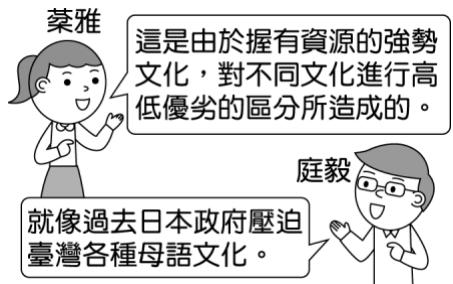 棻雅
這是由於握有資源的強勢
文化，對不同文化進行高
低優劣的區分所造成的。
庭毅
就像過去日本政府壓迫
臺灣各種母語文化。